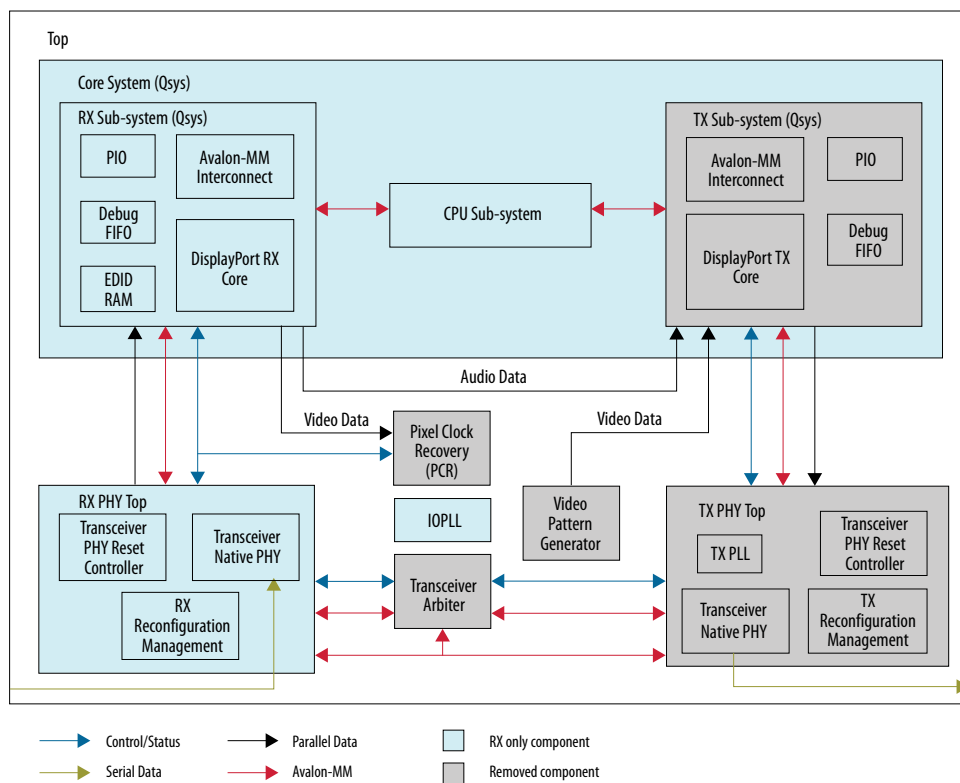 Top
Core System (Qsys)
RX Sub-system (Qsys)
PIO
Avalon-MM
Interconnect
Debug
FIFO
DisplayPort RX
Core
EDID
RAM
CPU Sub-system
TX Sub-system (Qsys)
Avalon-MM
Interconnect
PIO
DisplayPort TX
Core
Debug
FIFO
Audio Data
Video Data
Pixel Clock
Recovery
(PCR)
Video Data
IOPLL
Video
Pattern
Generator
Transceiver
Arbiter
RX PHY Top
Transceiver
PHY Reset
Controller
Transceiver
Native PHY
RX
Reconfiguration
Management
TX PHY Top
TX PLL
Transceiver
PHY Reset
Controller
Transceiver
Native PHY
TX
Reconfiguration
Management
Control/Status
Parallel Data
RX only component
Serial Data
Avalon-MM
Removed component